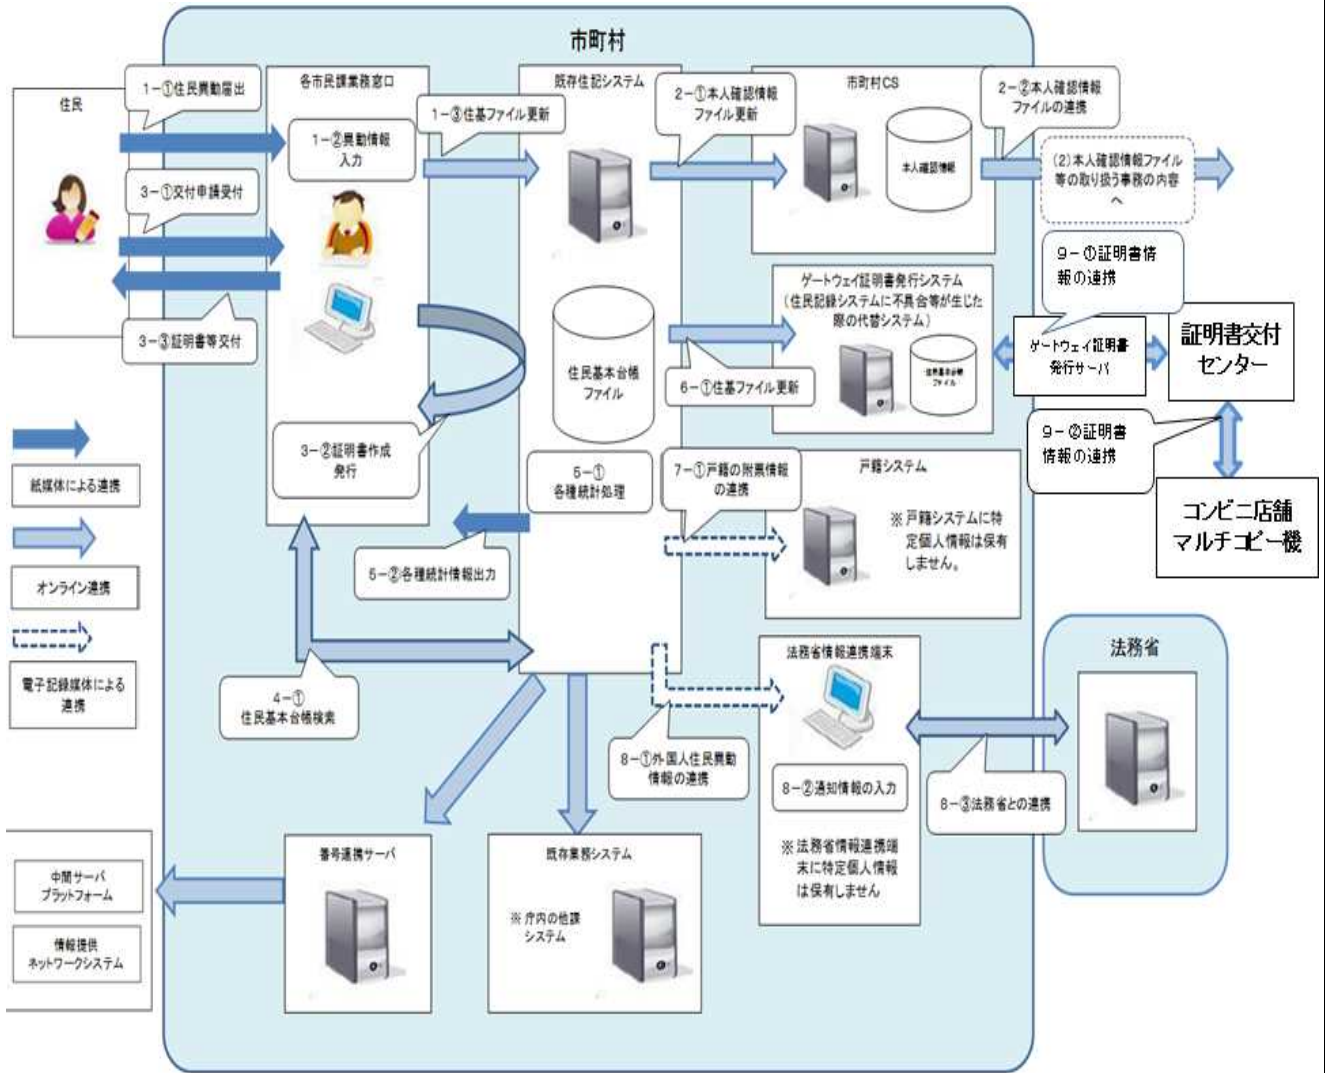 市町村
住民
1－①住民異動届出
3－①交付申請受付
3－③証明書等交付
各市民課業務窓口
1－②異動情報
入力
1－③住基ファイル更新
3－②証明書作成
発行
既存住記システム
住民基本台帳
ファイル
5－①
各種統計処理
5－②各種統計情報出力
2－①本人確認情報
ファイル更新
市町村CS
本人確認情報
2－②本人確認情報
ファイルの連携
(2)本人確認情報ファイル
等の取り扱う事務の内容
へ
ゲートウェイ証明書発行システム
(住民記録システムに不具合等が生じた
際の代替システム)
住民基本台帳
ファイル
6－①住基ファイル更新
9－①証明書情
報の連携
ゲートウェイ証明書
発行サーバ
証明書交付
センター
9－②証明書
情報の連携
コンビニ店舗
マルチコピー機
7－①戸籍の附票情報
の連携
戸籍システム
※戸籍システムに特
定個人情報は保有
しません。
紙媒体による連携
オンライン連携
電子記録媒体による
連携
4－①
住民基本台帳検索
8－①外国人住民異動
情報の連携
法務省情報連携端末
8－②通知情報の入力
※法務省情報連携端
末に特定個人情報
は保有しません
8－③法務省との連携
法務省
中間サーバ
プラットフォーム
情報提供
ネットワークシステム
番号連携サーバ
既存業務システム
※庁内の他課
システム